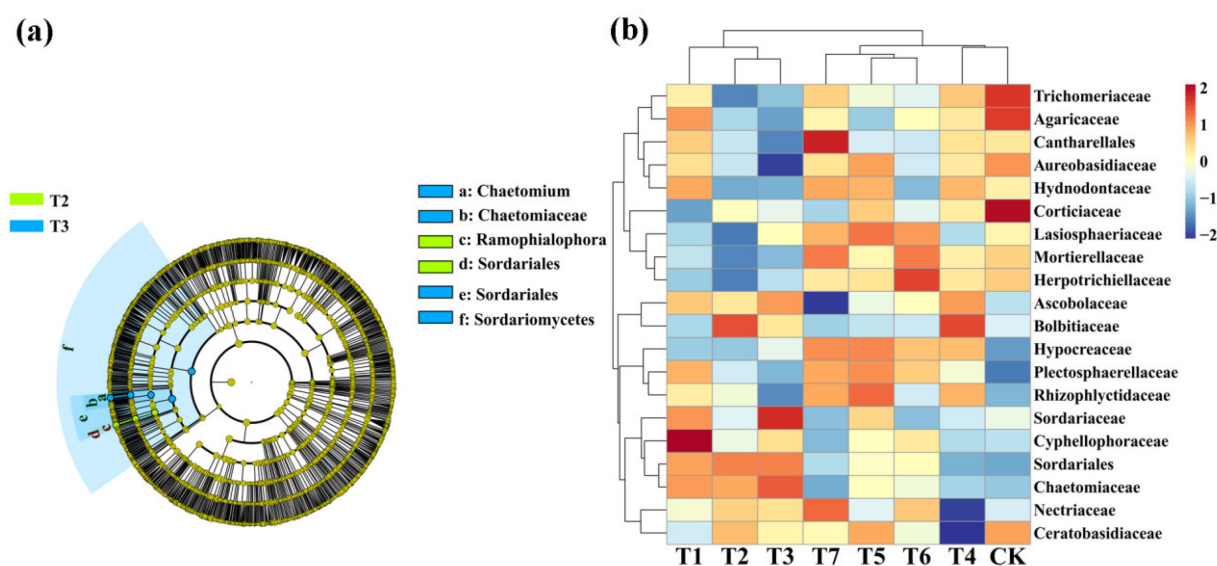 (a)
T2
T3
a: Chaetomium
b: Chaetomiaceae
c: Ramophialophora
d: Sordariales
e: Sordariales
f: Sordariomycetes
f
e
b
a
d
c
(b)
2
1
0
−1
−2
Trichomeriaceae
Agaricaceae
Cantharellales
Aureobasidiaceae
Hydnodontaceae
Corticiaceae
Lasiosphaeriaceae
Mortierellaceae
Herpotrichiellaceae
Ascobolaceae
Bolbitiaceae
Hypocreaceae
Plectosphaerellaceae
Rhizophlyctidaceae
Sordariaceae
Cyphellophoraceae
Sordariales
Chaetomiaceae
Nectriaceae
Ceratobasidiaceae
T1 T2 T3 T7 T5 T6 T4 CK